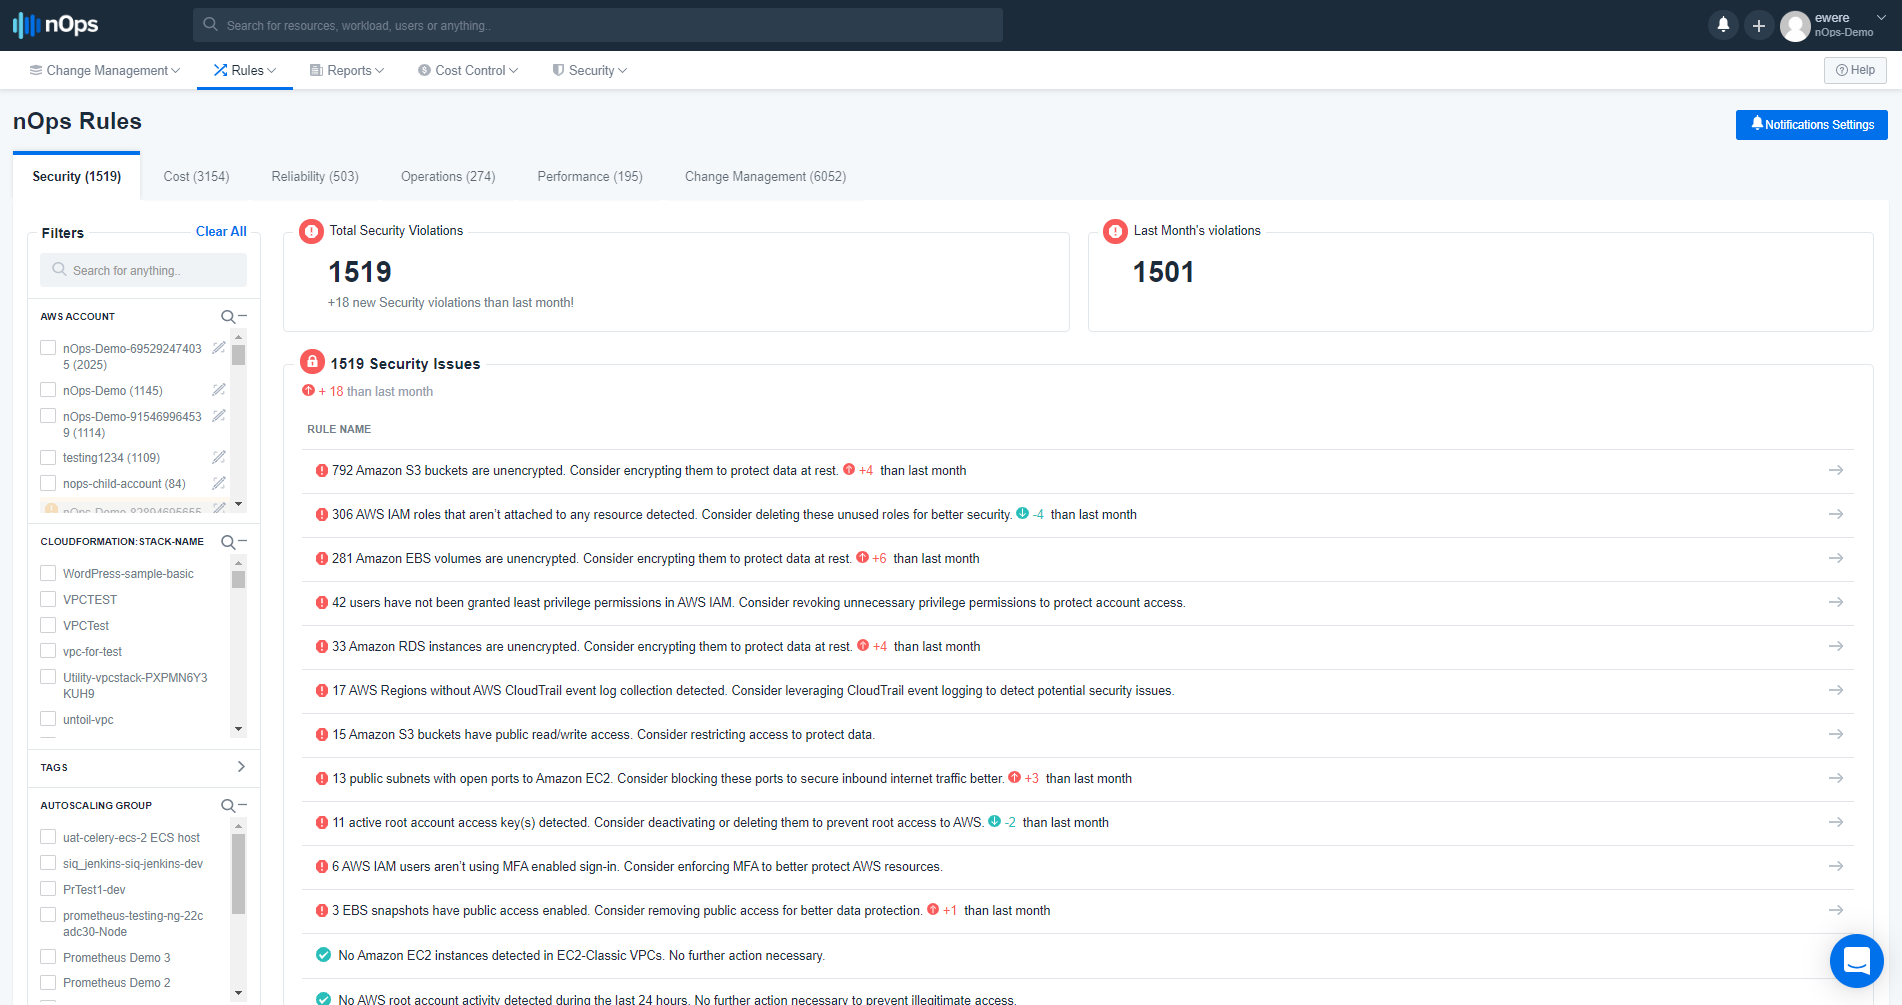 nOps
Search for resources, workload, users or anything..
ewere
nOps-Demo
Change Management
Rules
Reports
Cost Control
Security
Help
nOps Rules
Notifications Settings
Security (1519)
Cost (3154)
Reliability (503)
Operations (274)
Performance (195)
Change Management (6052)
Filters
Clear All
Search for anything..
AWS ACCOUNT
nOps-Demo-69529247403
5 (2025)
nOps-Demo (1145)
nOps-Demo-91546996453
9 (1114)
testing1234 (1109)
nops-child-account (84)
nOps-Demo-82894695655
CLOUDFORMATION:STACK-NAME
WordPress-sample-basic
VPCTEST
VPCTest
vpc-for-test
Utility-vpcstack-PXPMN6Y3
KUH9
untoil-vpc
TAGS
AUTOSCALING GROUP
uat-celery-ecs-2 ECS host
siq_jenkins-siq-jenkins-dev
PrTest1-dev
prometheus-testing-ng-22c
adc30-Node
Prometheus Demo 3
Prometheus Demo 2
Total Security Violations
1519
+18 new Security violations than last month!
Last Month's violations
1501
1519 Security Issues
+ 18 than last month
RULE NAME
792 Amazon S3 buckets are unencrypted. Consider encrypting them to protect data at rest. +4 than last month
306 AWS IAM roles that aren't attached to any resource detected. Consider deleting these unused roles for better security. -4 than last month
281 Amazon EBS volumes are unencrypted. Consider encrypting them to protect data at rest. +6 than last month
42 users have not been granted least privilege permissions in AWS IAM. Consider revoking unnecessary privilege permissions to protect account access.
33 Amazon RDS instances are unencrypted. Consider encrypting them to protect data at rest. +4 than last month
17 AWS Regions without AWS CloudTrail event log collection detected. Consider leveraging CloudTrail event logging to detect potential security issues.
15 Amazon S3 buckets have public read/write access. Consider restricting access to protect data.
13 public subnets with open ports to Amazon EC2. Consider blocking these ports to secure inbound internet traffic better. +3 than last month
11 active root account access key(s) detected. Consider deactivating or deleting them to prevent root access to AWS. -2 than last month
6 AWS IAM users aren't using MFA enabled sign-in. Consider enforcing MFA to better protect AWS resources.
3 EBS snapshots have public access enabled. Consider removing public access for better data protection. +1 than last month
No Amazon EC2 instances detected in EC2-Classic VPCs. No further action necessary.
No AWS root account activity detected during the last 24 hours. No further action necessary to prevent illegitimate access.